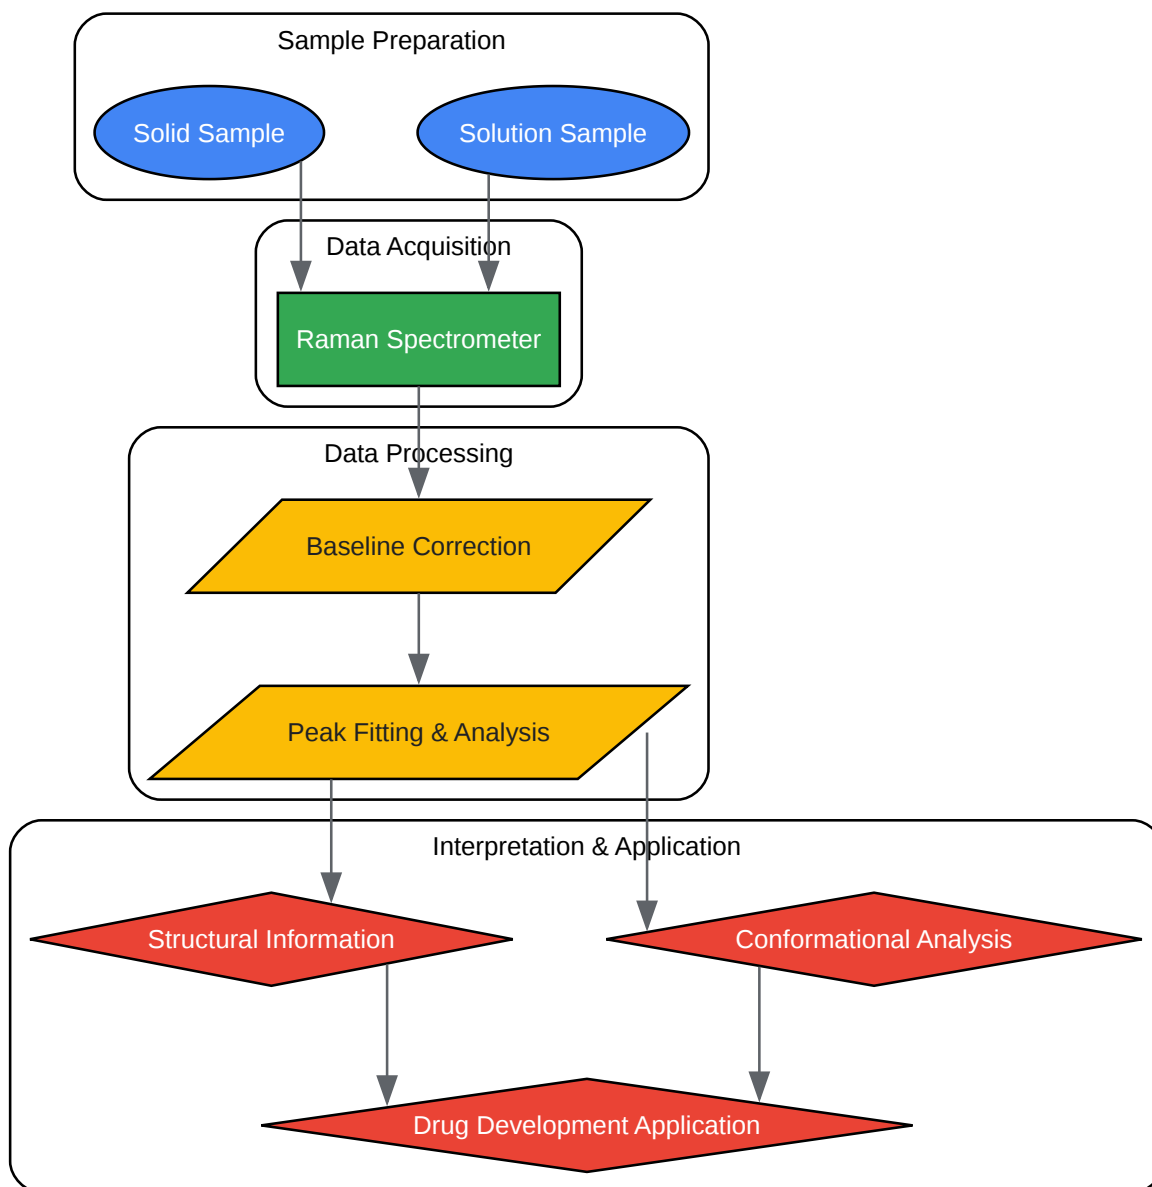 Sample Preparation
Solid Sample
Solution Sample
Data Acquisition
Raman Spectrometer
Data Processing
Baseline Correction
Peak Fitting & Analysis
Interpretation & Application
Structural Information
Conformational Analysis
Drug Development Application